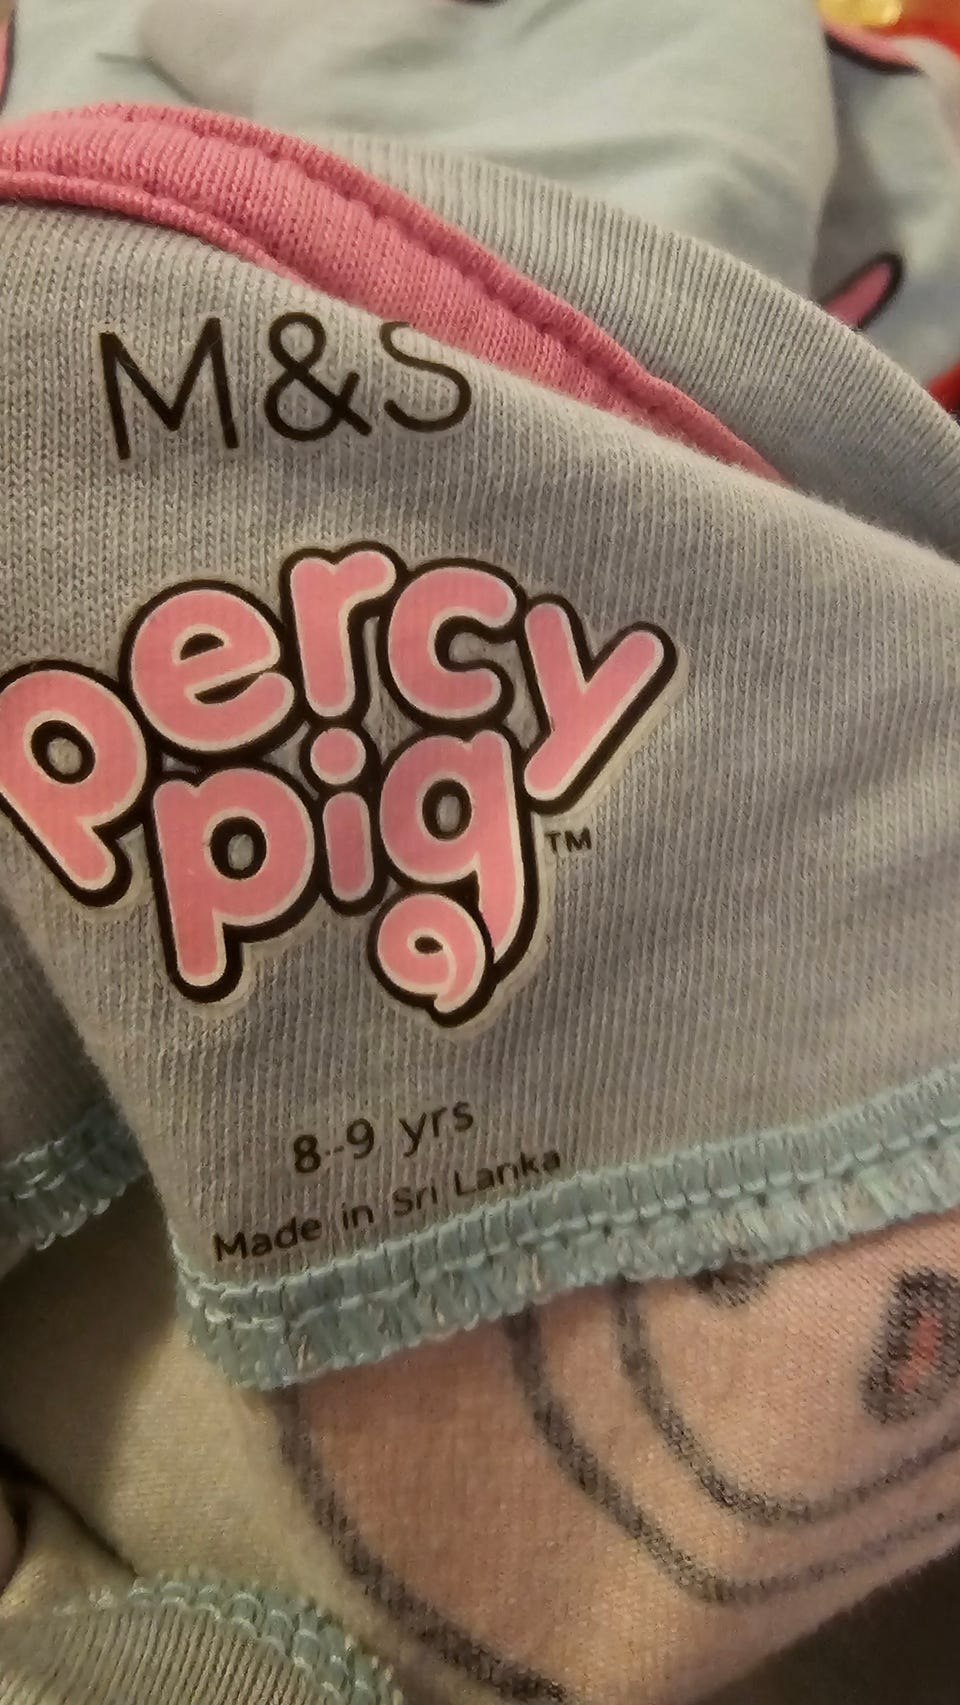 M&S
percy
pig
TM
8-9 yrs
Made in Sri Lanka